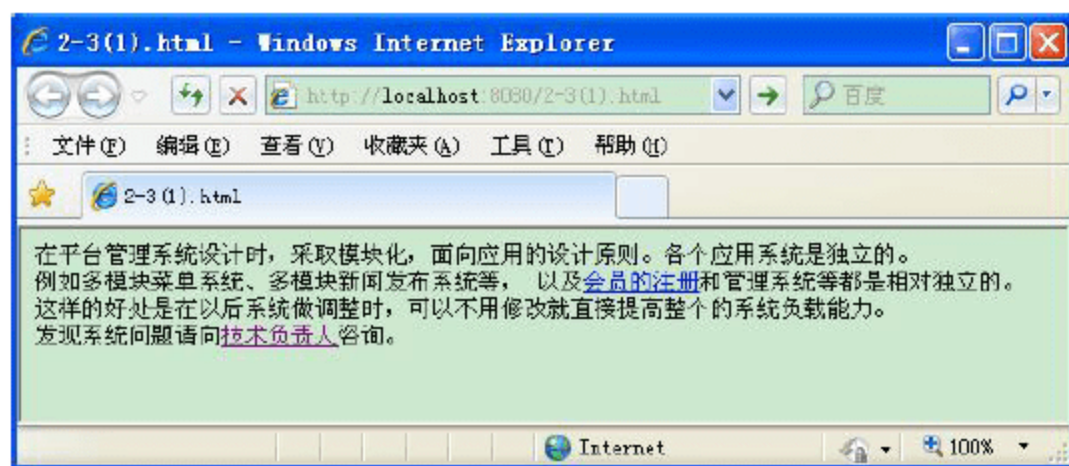 2-3(1).html - Windows Internet Explorer
http://localhost:8080/2-3(1).html
百度
文件(F) 编辑(E) 查看(V) 收藏夹(A) 工具(T) 帮助(H)
2-3(1).html
在平台管理系统设计时，采取模块化，面向应用的设计原则。各个应用系统是独立的。
例如多模块菜单系统、多模块新闻发布系统等， 以及会员的注册和管理系统等都是相对独立的。
这样的好处是在以后系统做调整时，可以不用修改就直接提高整个的系统负载能力。
发现系统问题请向技术负责人咨询。
Internet 100%